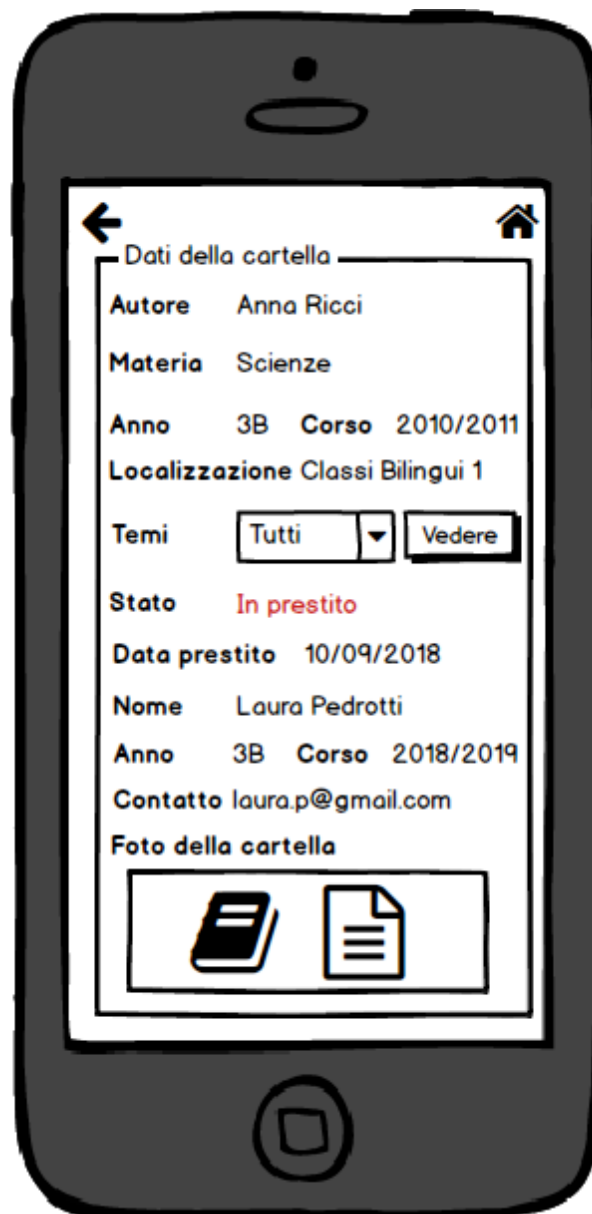 Dati della cartella
Autore Anna Ricci
Materia Scienze
Anno 3B Corso 2010/2011
Localizzazione Classi Bilingui 1
Temi Tutti Vedere
Stato In prestito
Data prestito 10/09/2018
Nome Laura Pedrotti
Anno 3B Corso 2018/2019
Contatto laura.p@gmail.com
Foto della cartella